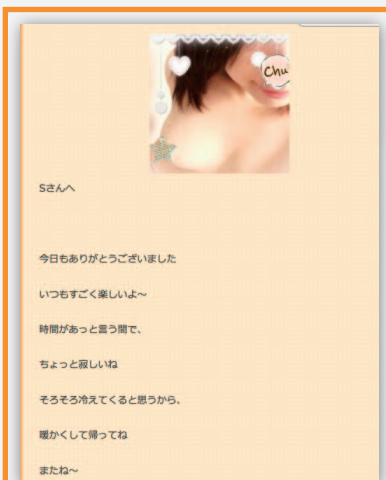 Chu
Sさんへ
今日もありがとうございました
いつもすごく楽しいよ～
時間があっと言う間で、
ちょっと寂しいね
そろそろ冷えてくると思うから、
暖かくして帰ってね
またね～